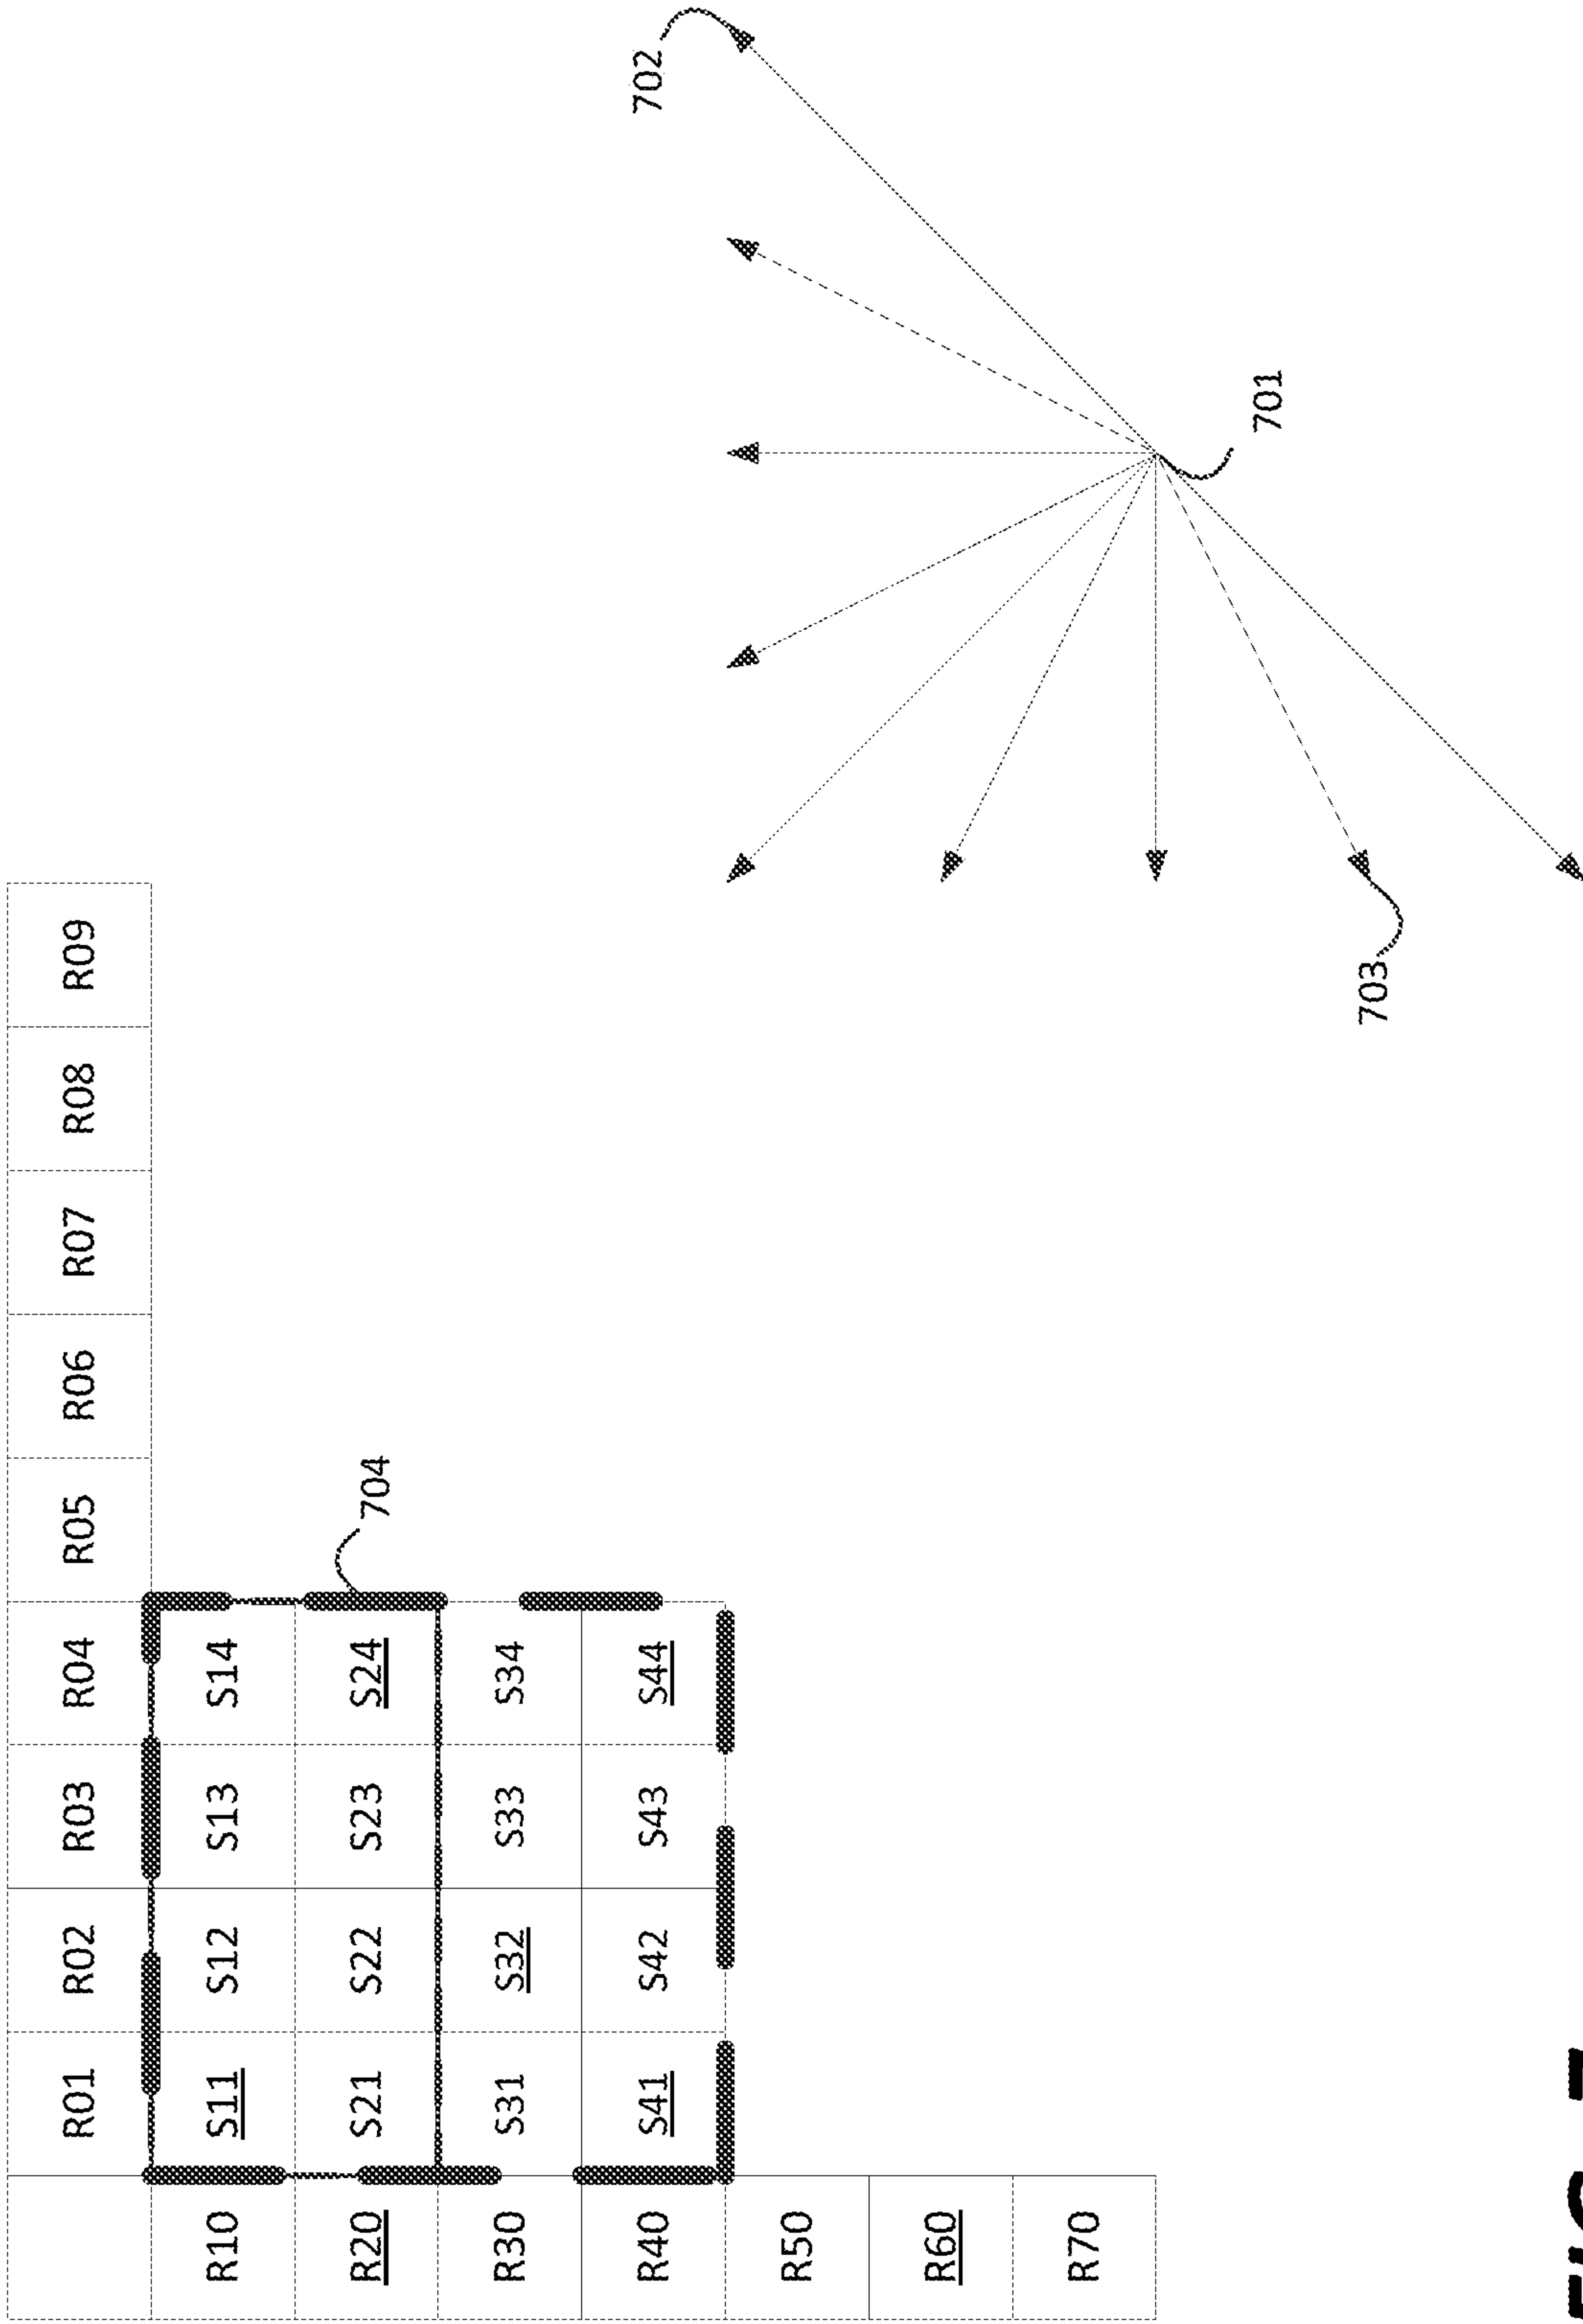 R01 R02 R03 R04 R05 R06 R07 R08 R09
R10 S11 S12 S13 S14
R20 S21 S22 S23 S24 704
R30 S31 S32 S33 S34
R40 S41 S42 S43 S44 702
R50
R60
R70
701
703